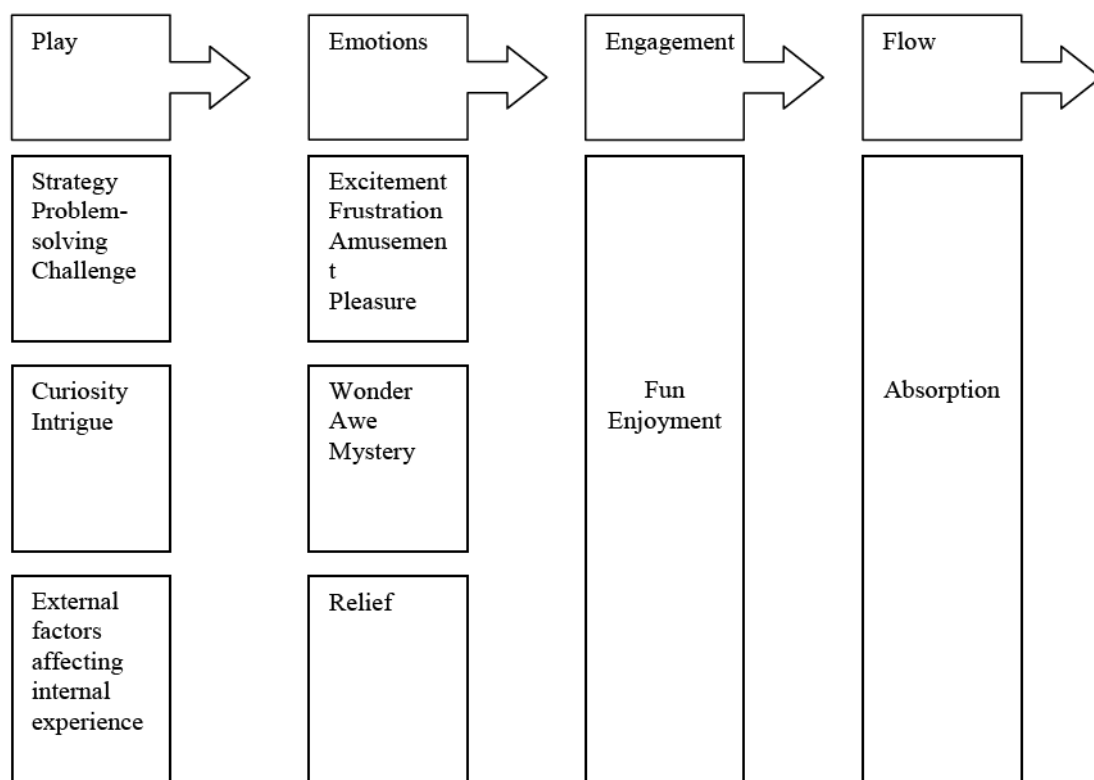 Play
Emotions
Engagement
Flow
Strategy
Problem-
solving
Challenge
Excitement
Frustration
Amusemen
t
Pleasure
Curiosity
Intrigue
Wonder
Awe
Mystery
Fun
Enjoyment
Absorption
External
factors
affecting
internal
experience
Relief